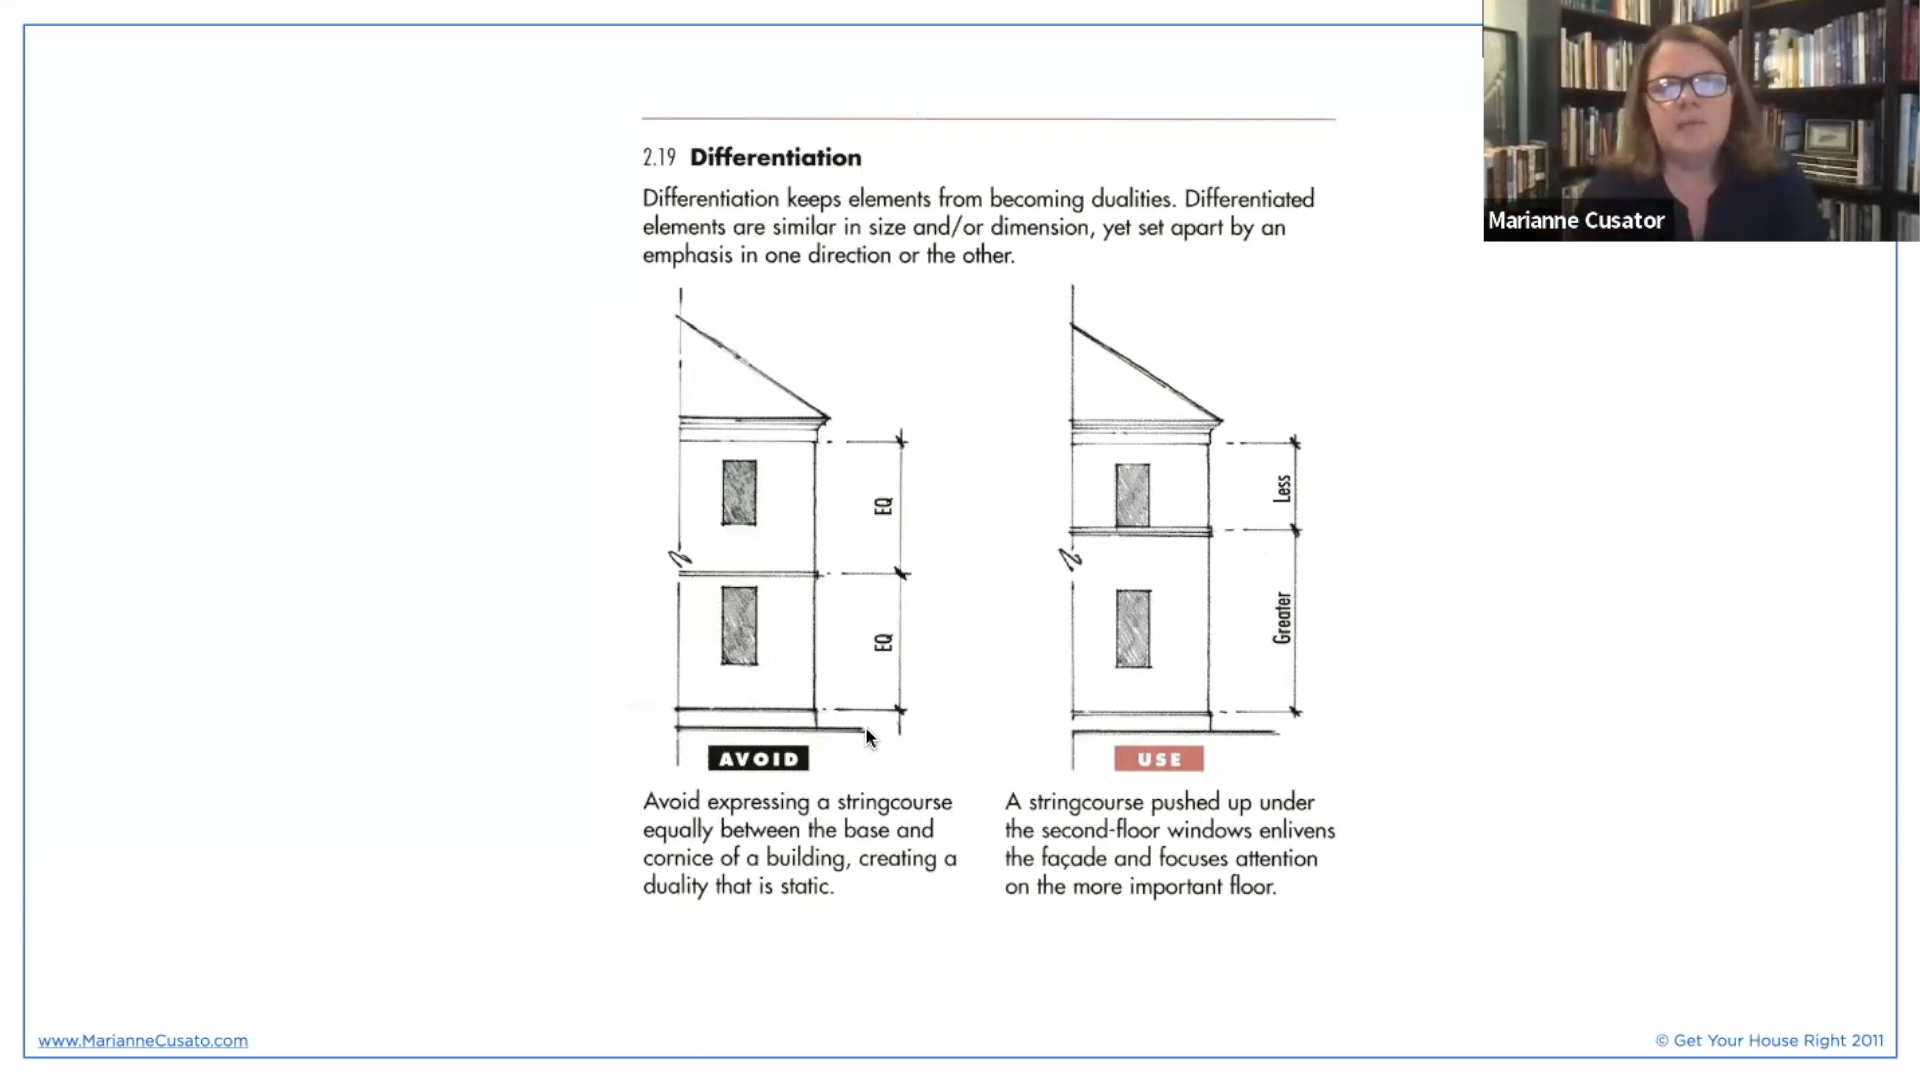 Marianne Cusator
2.19 Differentiation
Differentiation keeps elements from becoming dualities. Differentiated
elements are similar in size and/or dimension, yet set apart by an
emphasis in one direction or the other.
EQ
EQ
AVOID
Avoid expressing a stringcourse
equally between the base and
cornice of a building, creating a
duality that is static.
Less
Greater
USE
A stringcourse pushed up under
the second-floor windows enlivens
the façade and focuses attention
on the more important floor.
www.MarianneCusato.com
© Get Your House Right 2011